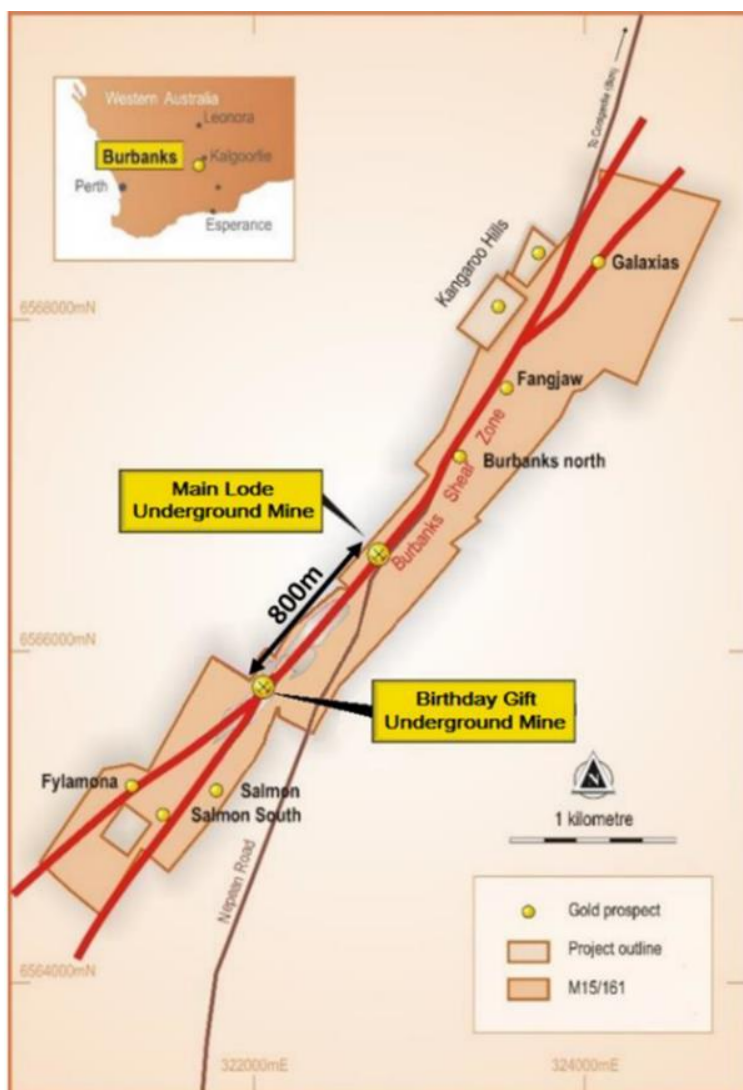 Western Australia
Leonora
Burbanks
Kalgoorlie
Perth
Esperance
To Coolgardie (9km)
Kangaroo Hills
Galaxias
6568000mN
Fangjaw
Burbanks north
Burbanks Shear Zone
Main Lode
Underground Mine
800m
6566000mN
Birthday Gift
Underground Mine
Fylamona
Salmon
Salmon South
N
1 kilometre
Nepean Road
Gold prospect
Project outline
M15/161
6564000mN
322000mE
324000mE